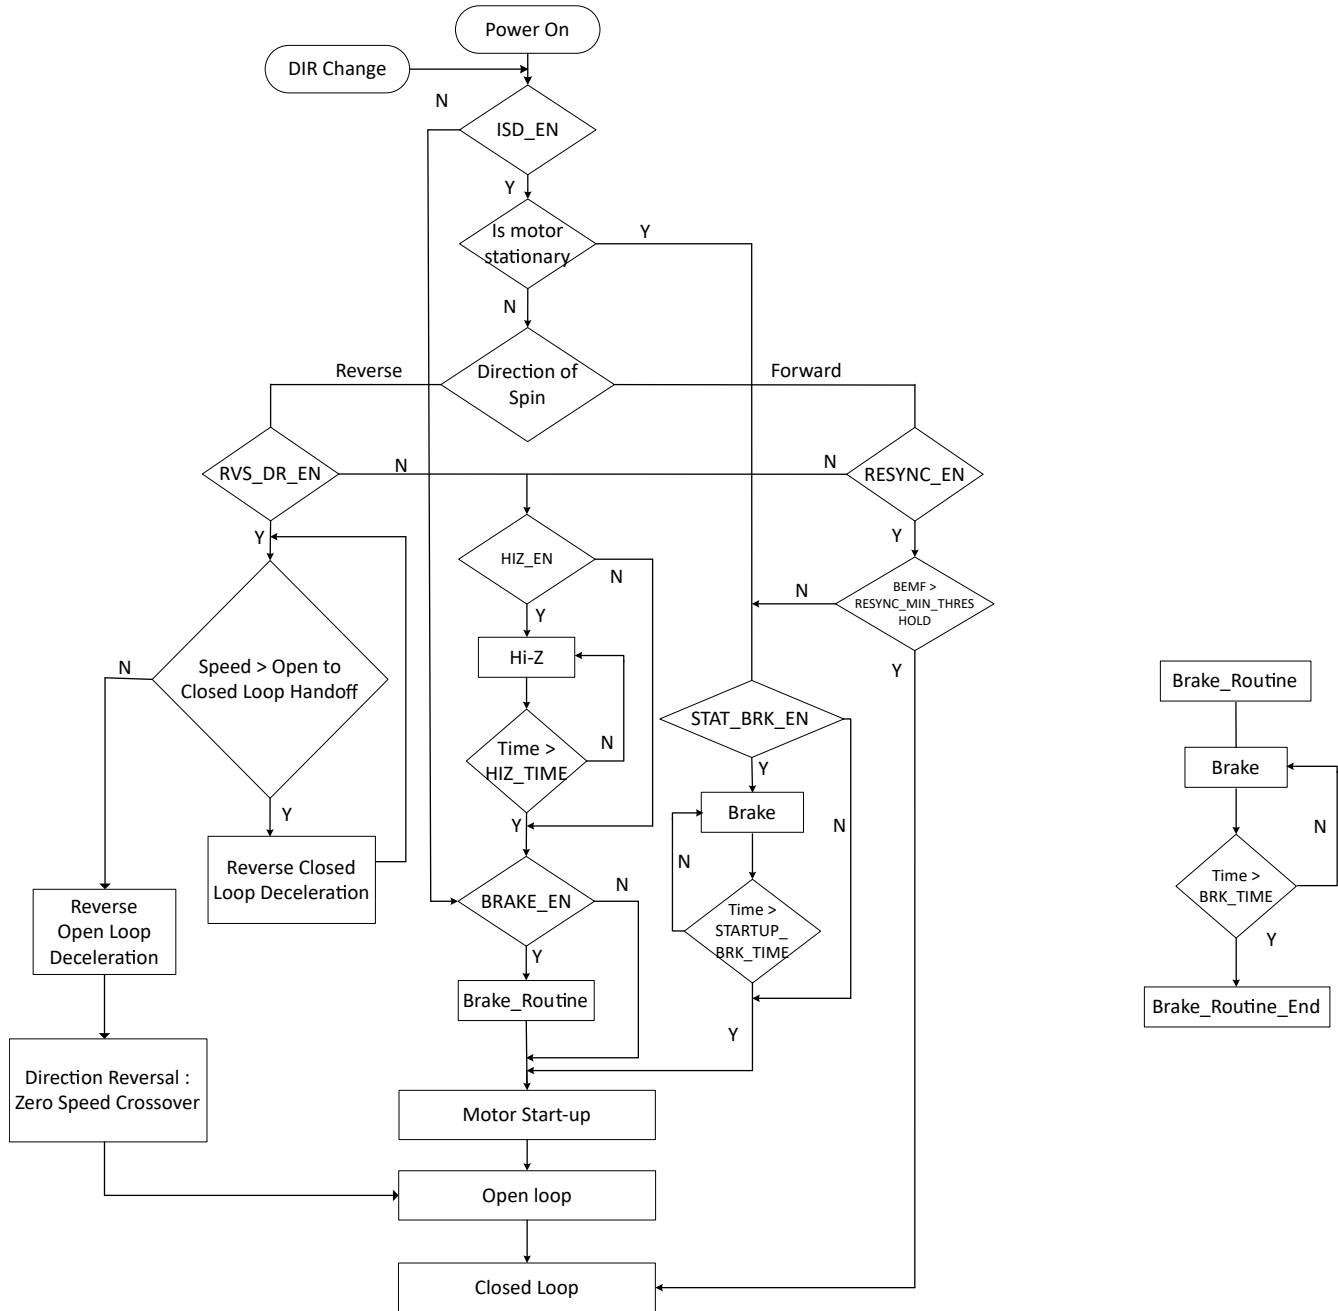 Power On
DIR Change
N
ISD_EN
Y
Is motor
stationary
Y
N
Reverse
Direction of
Spin
Forward
RVS_DR_EN
N
N
RESYNC_EN
Y
Y
HIZ_EN
N
N
BEMF >
RESYNC_MIN_THRES
HOLD
Y
Hi-Z
Y
N
Speed > Open to
Closed Loop Handoff
Time >
HIZ_TIME
N
STAT_BRK_EN
Y
Brake_Routine
Brake
Y
Y
Brake
N
N
Reverse Closed
Loop Deceleration
N
Time >
BRK_TIME
Y
BRAKE_EN
N
Time >
STARTUP_
BRK_TIME
Reverse
Open Loop
Deceleration
Y
Brake_Routine
Y
Brake_Routine_End
Direction Reversal :
Zero Speed Crossover
Motor Start-up
Open loop
Closed Loop